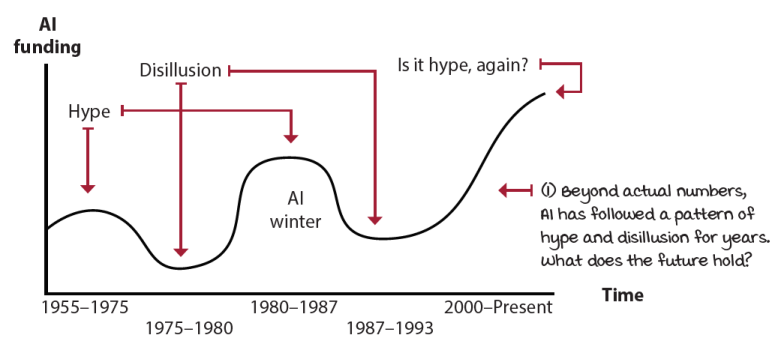 AI
funding
Disillusion
Is it hype, again?
Hype
AI
winter
① Beyond actual numbers,
AI has followed a pattern of
hype and disillusion for years.
What does the future hold?
Time
1955–1975
1975–1980
1980–1987
1987–1993
2000–Present